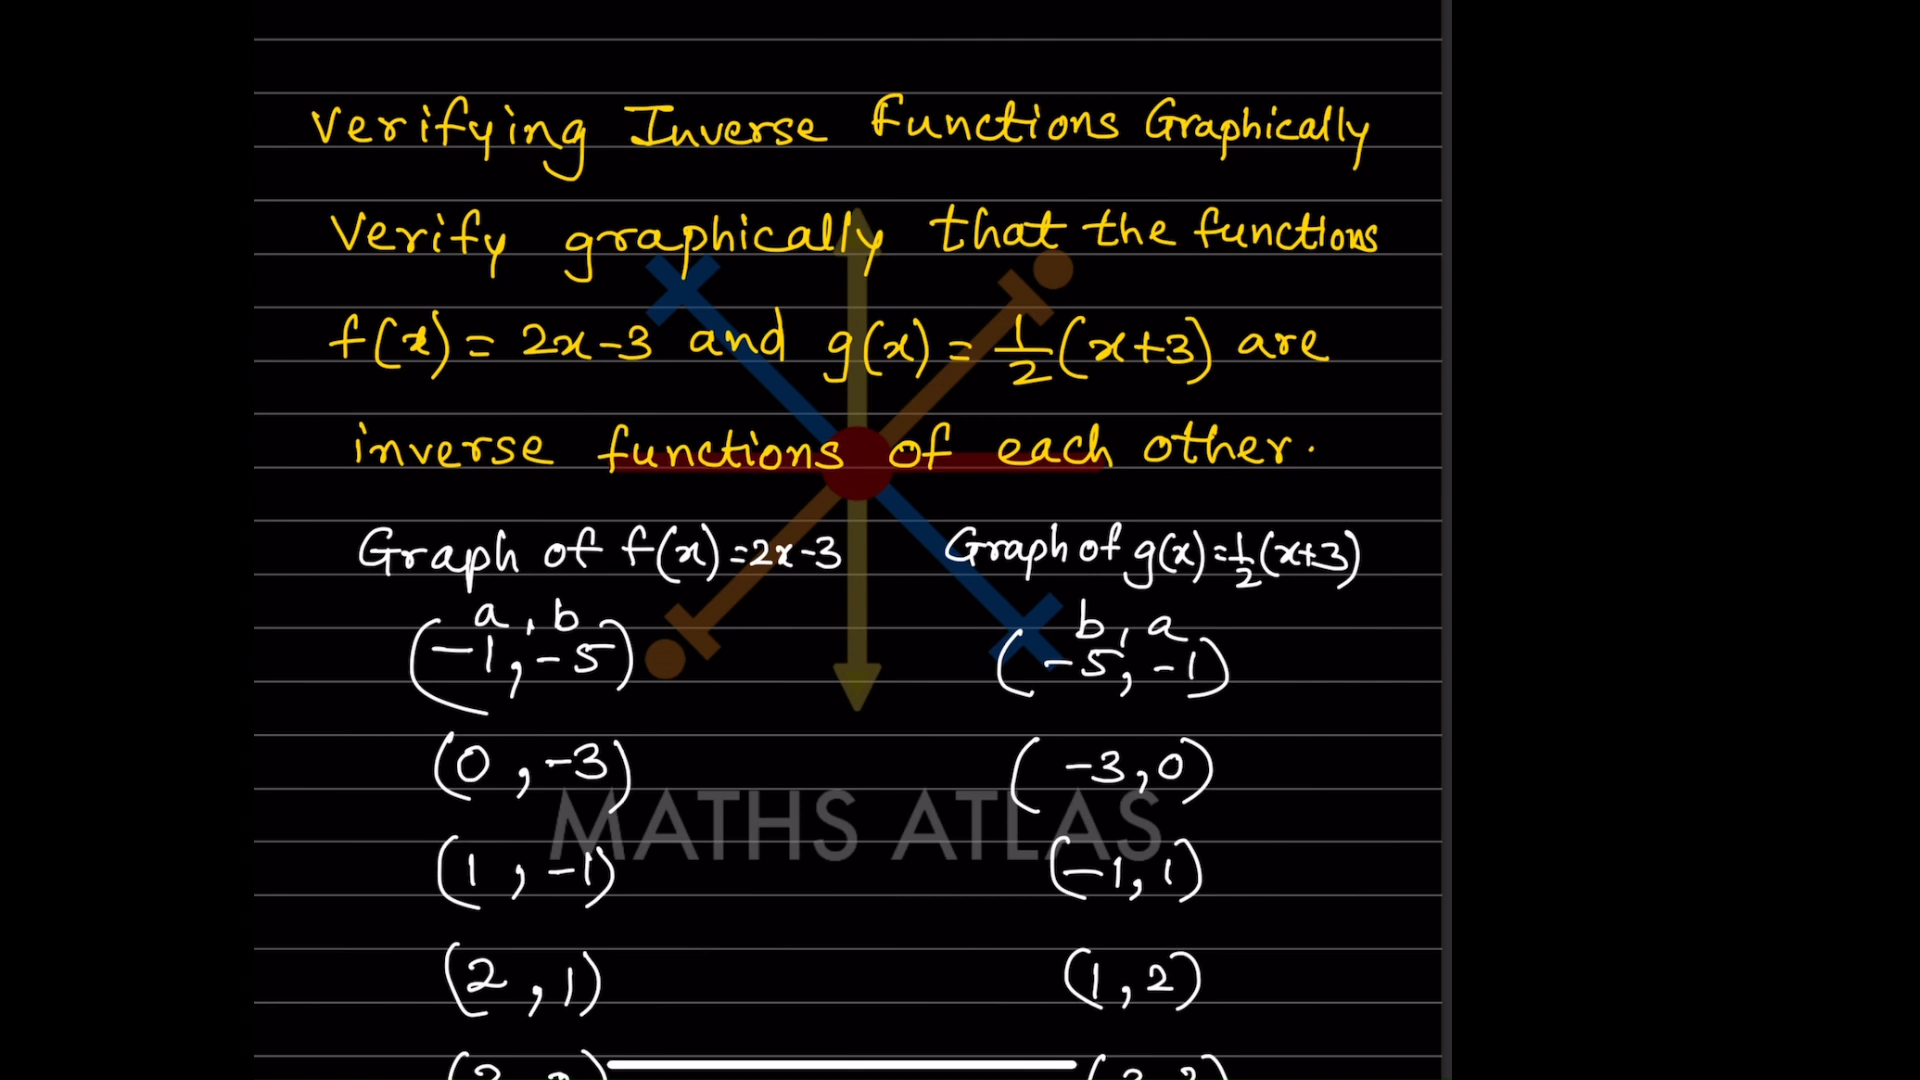 Verifying Inverse Functions Graphically
Verify graphically that the functions
f(x) = 2x-3 and g(x) = 1/2 (x+3) are
inverse functions of each other.
Graph of f(x)=2x-3 Graph of g(x)=1/2(x+3)
a, b b, a
(-1, -5) (-5, -1)
(0, -3) (-3, 0)
MATHS ATLAS
(1, -1) (-1, 1)
(2, 1) (1, 2)